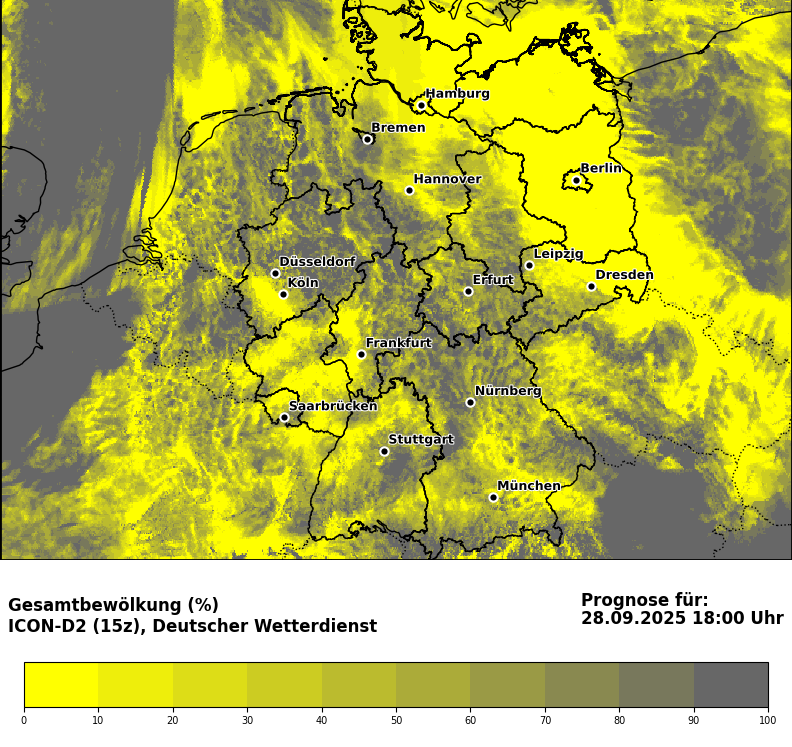 Hamburg
Bremen
Berlin
Hannover
Leipzig
Düsseldorf
Dresden
Erfurt
Köln
Frankfurt
Nürnberg
Saarbrücken
Stuttgart
München
Gesamtbewölkung (%)
ICON-D2 (15z), Deutscher Wetterdienst
Prognose für:
28.09.2025 18:00 Uhr
0 10 20 30 40 50 60 70 80 90 100